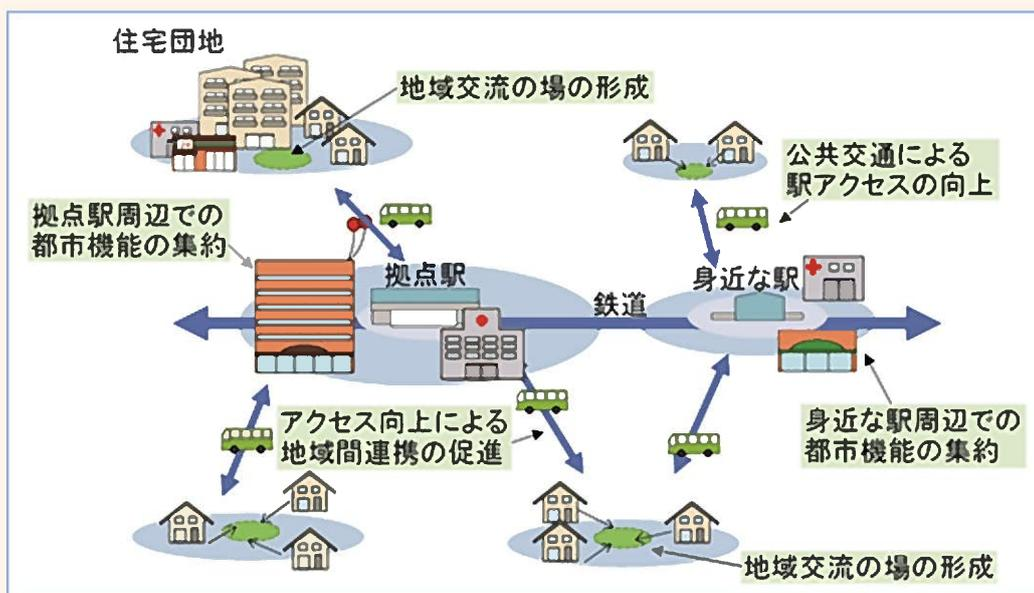 住宅団地
地域交流の場の形成
公共交通による
駅アクセスの向上
拠点駅周辺での
都市機能の集約
拠点駅
身近な駅
鉄道
アクセス向上による
地域間連携の促進
身近な駅周辺での
都市機能の集約
地域交流の場の形成